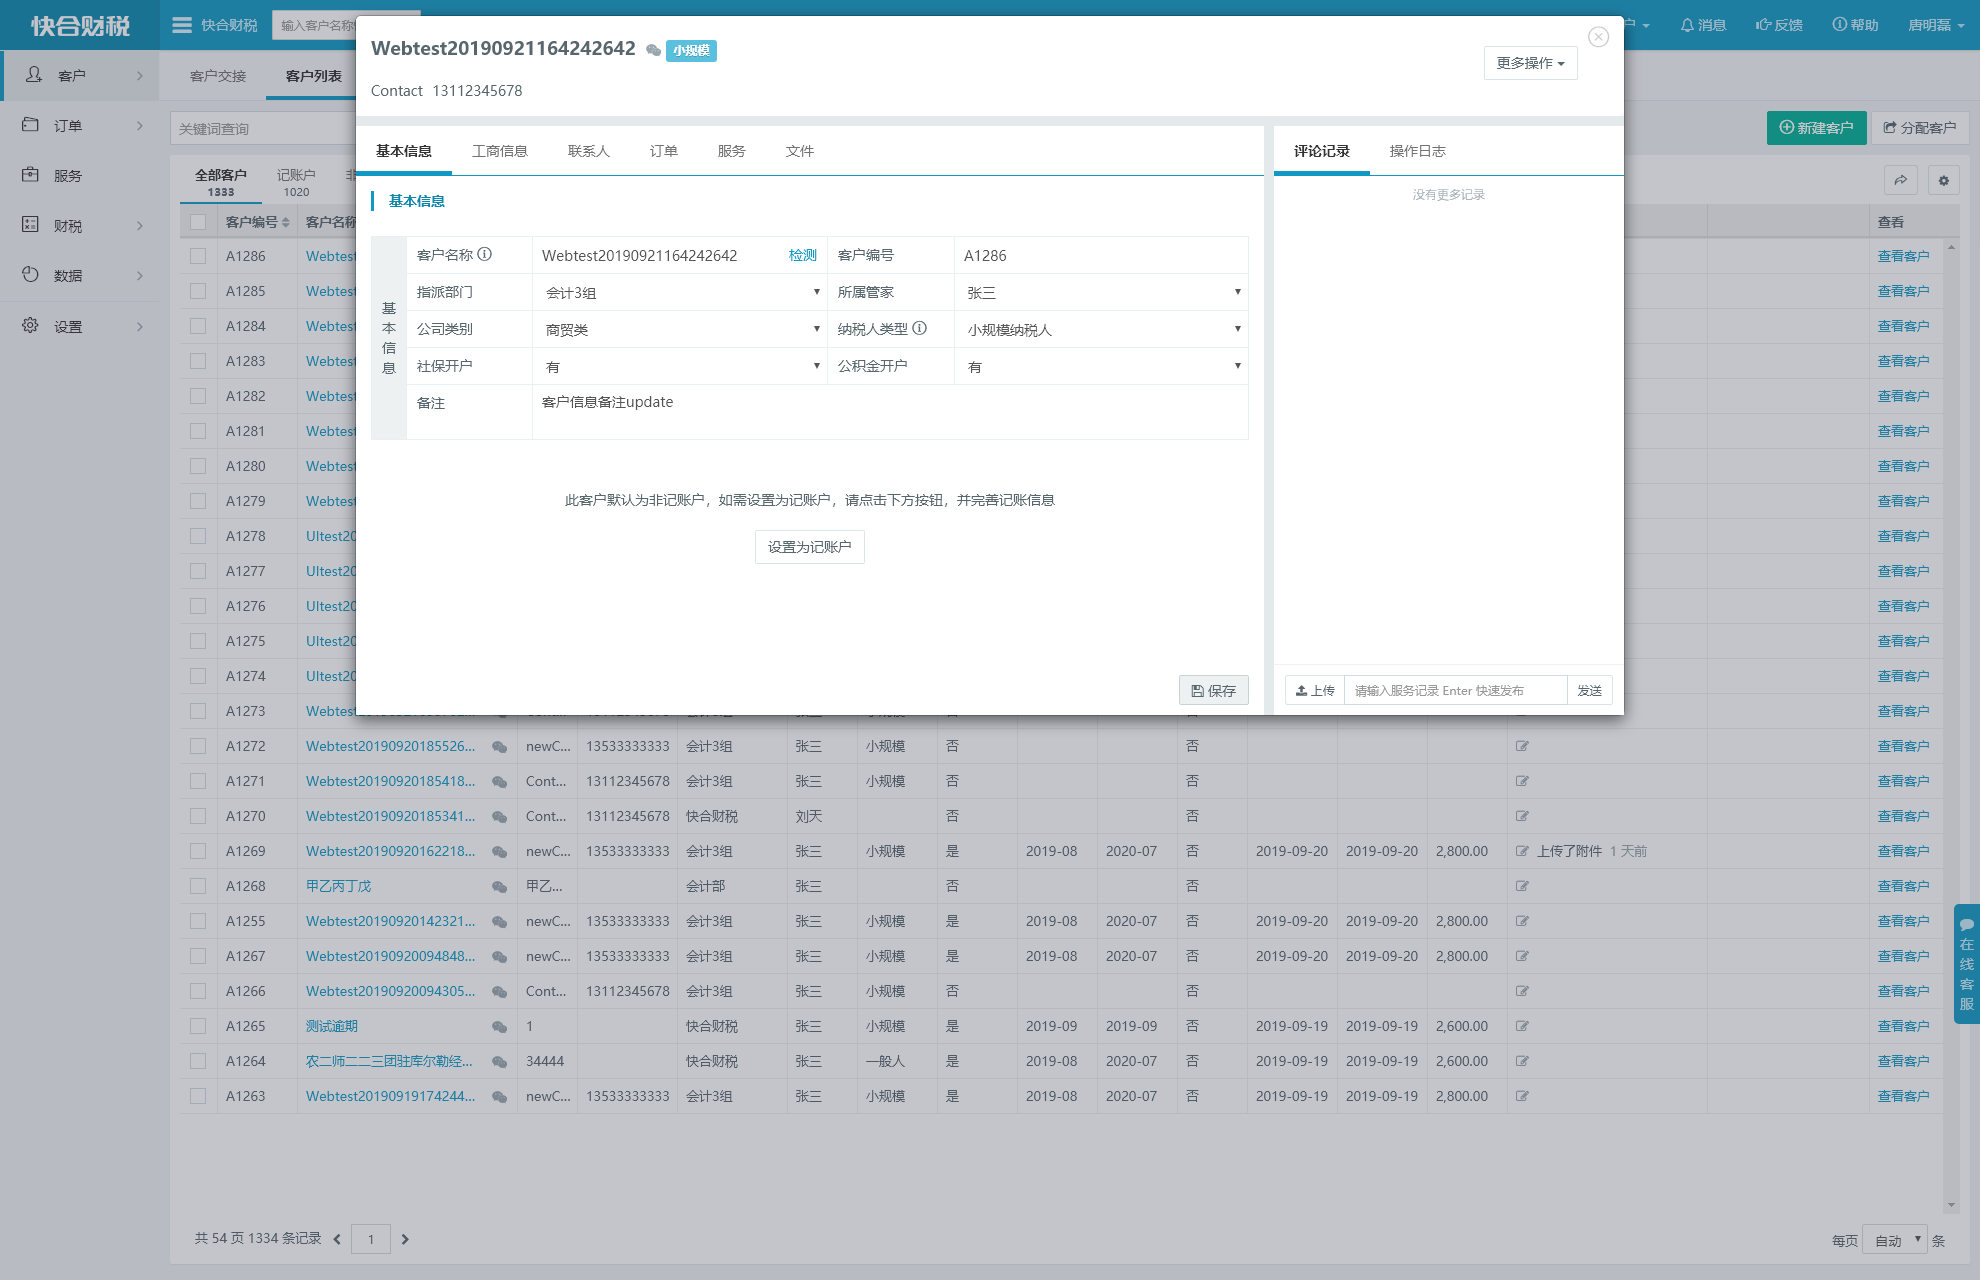 快合财税
快合财税
输入客户名称
户
消息
反馈
帮助
唐明磊
客户
订单
服务
财税
数据
设置
客户交接
客户列表
关键词查询
新建客户
分配客户
全部客户
1333
记账户
1020
Webtest20190921164242642
小规模
更多操作
Contact 13112345678
基本信息 工商信息 联系人 订单 服务 文件
评论记录 操作日志
没有更多记录
基本信息
基本信息
客户名称 Webtest20190921164242642 检测 客户编号 A1286
指派部门 会计3组 所属管家 张三
公司类别 商贸类 纳税人类型 小规模纳税人
社保开户 有 公积金开户 有
备注 客户信息备注update
此客户默认为非记账户，如需设置为记账户，请点击下方按钮，并完善记账信息
设置为记账户
保存
上传 请输入服务记录 Enter 快速发布 发送
客户编号 客户名称 查看
A1286 Webtest 查看客户
A1285 Webtest 查看客户
A1284 Webtest 查看客户
A1283 Webtest 查看客户
A1282 Webtest 查看客户
A1281 Webtest 查看客户
A1280 Webtest 查看客户
A1279 Webtest 查看客户
A1278 UItest20 查看客户
A1277 UItest20 查看客户
A1276 UItest20 查看客户
A1275 UItest20 查看客户
A1274 UItest20 查看客户
A1273 查看客户
A1272 Webtest20190920185526... newC... 13533333333 会计3组 张三 小规模 否 否 查看客户
A1271 Webtest20190920185418... Cont... 13112345678 会计3组 张三 小规模 否 否 查看客户
A1270 Webtest20190920185341... Cont... 13112345678 快合财税 刘天 否 否 查看客户
A1269 Webtest20190920162218... newC... 13533333333 会计3组 张三 小规模 是 2019-08 2020-07 否 2019-09-20 2019-09-20 2,800.00 上传了附件 1 天前 查看客户
A1268 甲乙丙丁戊 甲乙... 会计部 张三 否 否 查看客户
A1255 Webtest20190920142321... newC... 13533333333 会计3组 张三 小规模 是 2019-08 2020-07 否 2019-09-20 2019-09-20 2,800.00 查看客户
A1267 Webtest20190920094848... newC... 13533333333 会计3组 张三 小规模 是 2019-08 2020-07 否 2019-09-20 2019-09-20 2,800.00 查看客户
A1266 Webtest20190920094305... Cont... 13112345678 会计3组 张三 小规模 否 否 查看客户
A1265 测试逾期 1 快合财税 张三 小规模 是 2019-09 2019-09 否 2019-09-19 2019-09-19 2,600.00 查看客户
A1264 农二师二二三团驻库尔勒经... 34444 快合财税 张三 一般人 是 2019-08 2020-07 否 2019-09-19 2019-09-19 2,600.00 查看客户
A1263 Webtest20190919174244... newC... 13533333333 会计3组 张三 小规模 是 2019-08 2020-07 否 2019-09-19 2019-09-19 2,800.00 查看客户
在线客服
共 54 页 1334 条记录 1
每页 自动 条